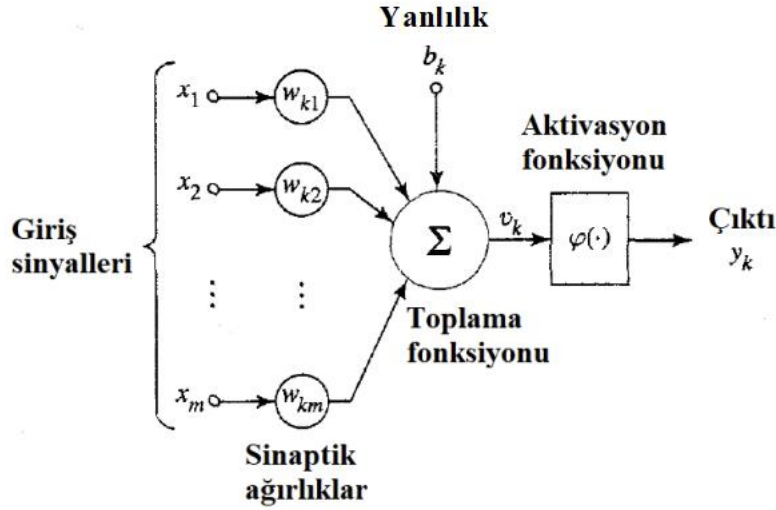 Yanlılık
b_k
x_1 w_k1
Aktivasyon
fonksiyonu
x_2 w_k2
Giriş
sinyalleri
Σ
v_k
φ(·)
Çıktı
y_k
⋮ ⋮
Toplama
fonksiyonu
x_m w_km
Sinaptik
ağırlıklar